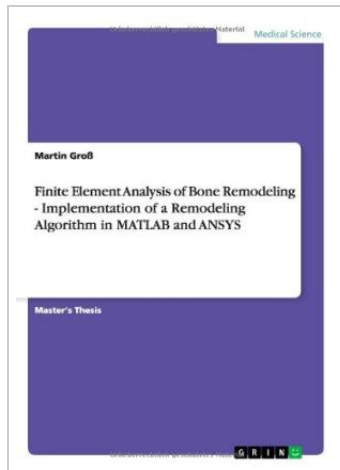 Medical Science
Martin Groß
Finite Element Analysis of Bone Remodeling
- Implementation of a Remodeling
Algorithm in MATLAB and ANSYS
Master's Thesis
GRIN